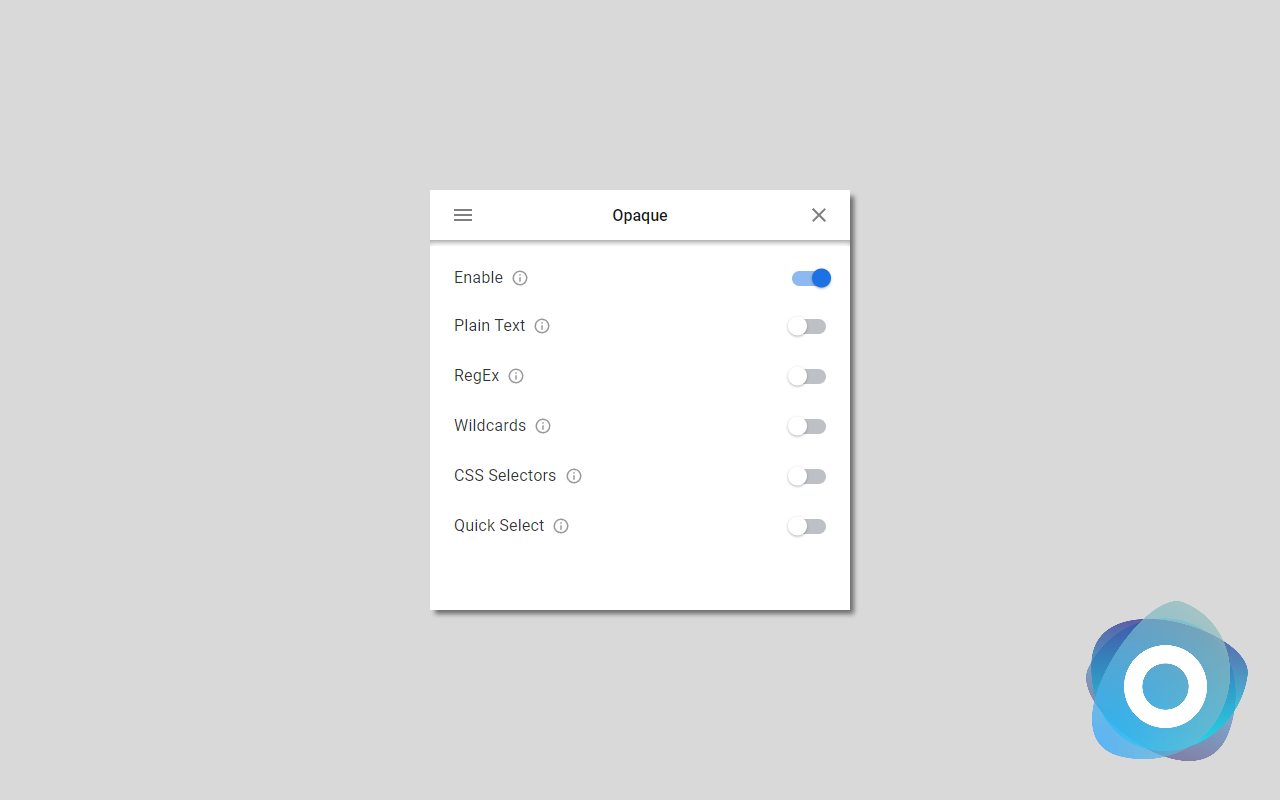 Opaque
Enable
Plain Text
RegEx
Wildcards
CSS Selectors
Quick Select